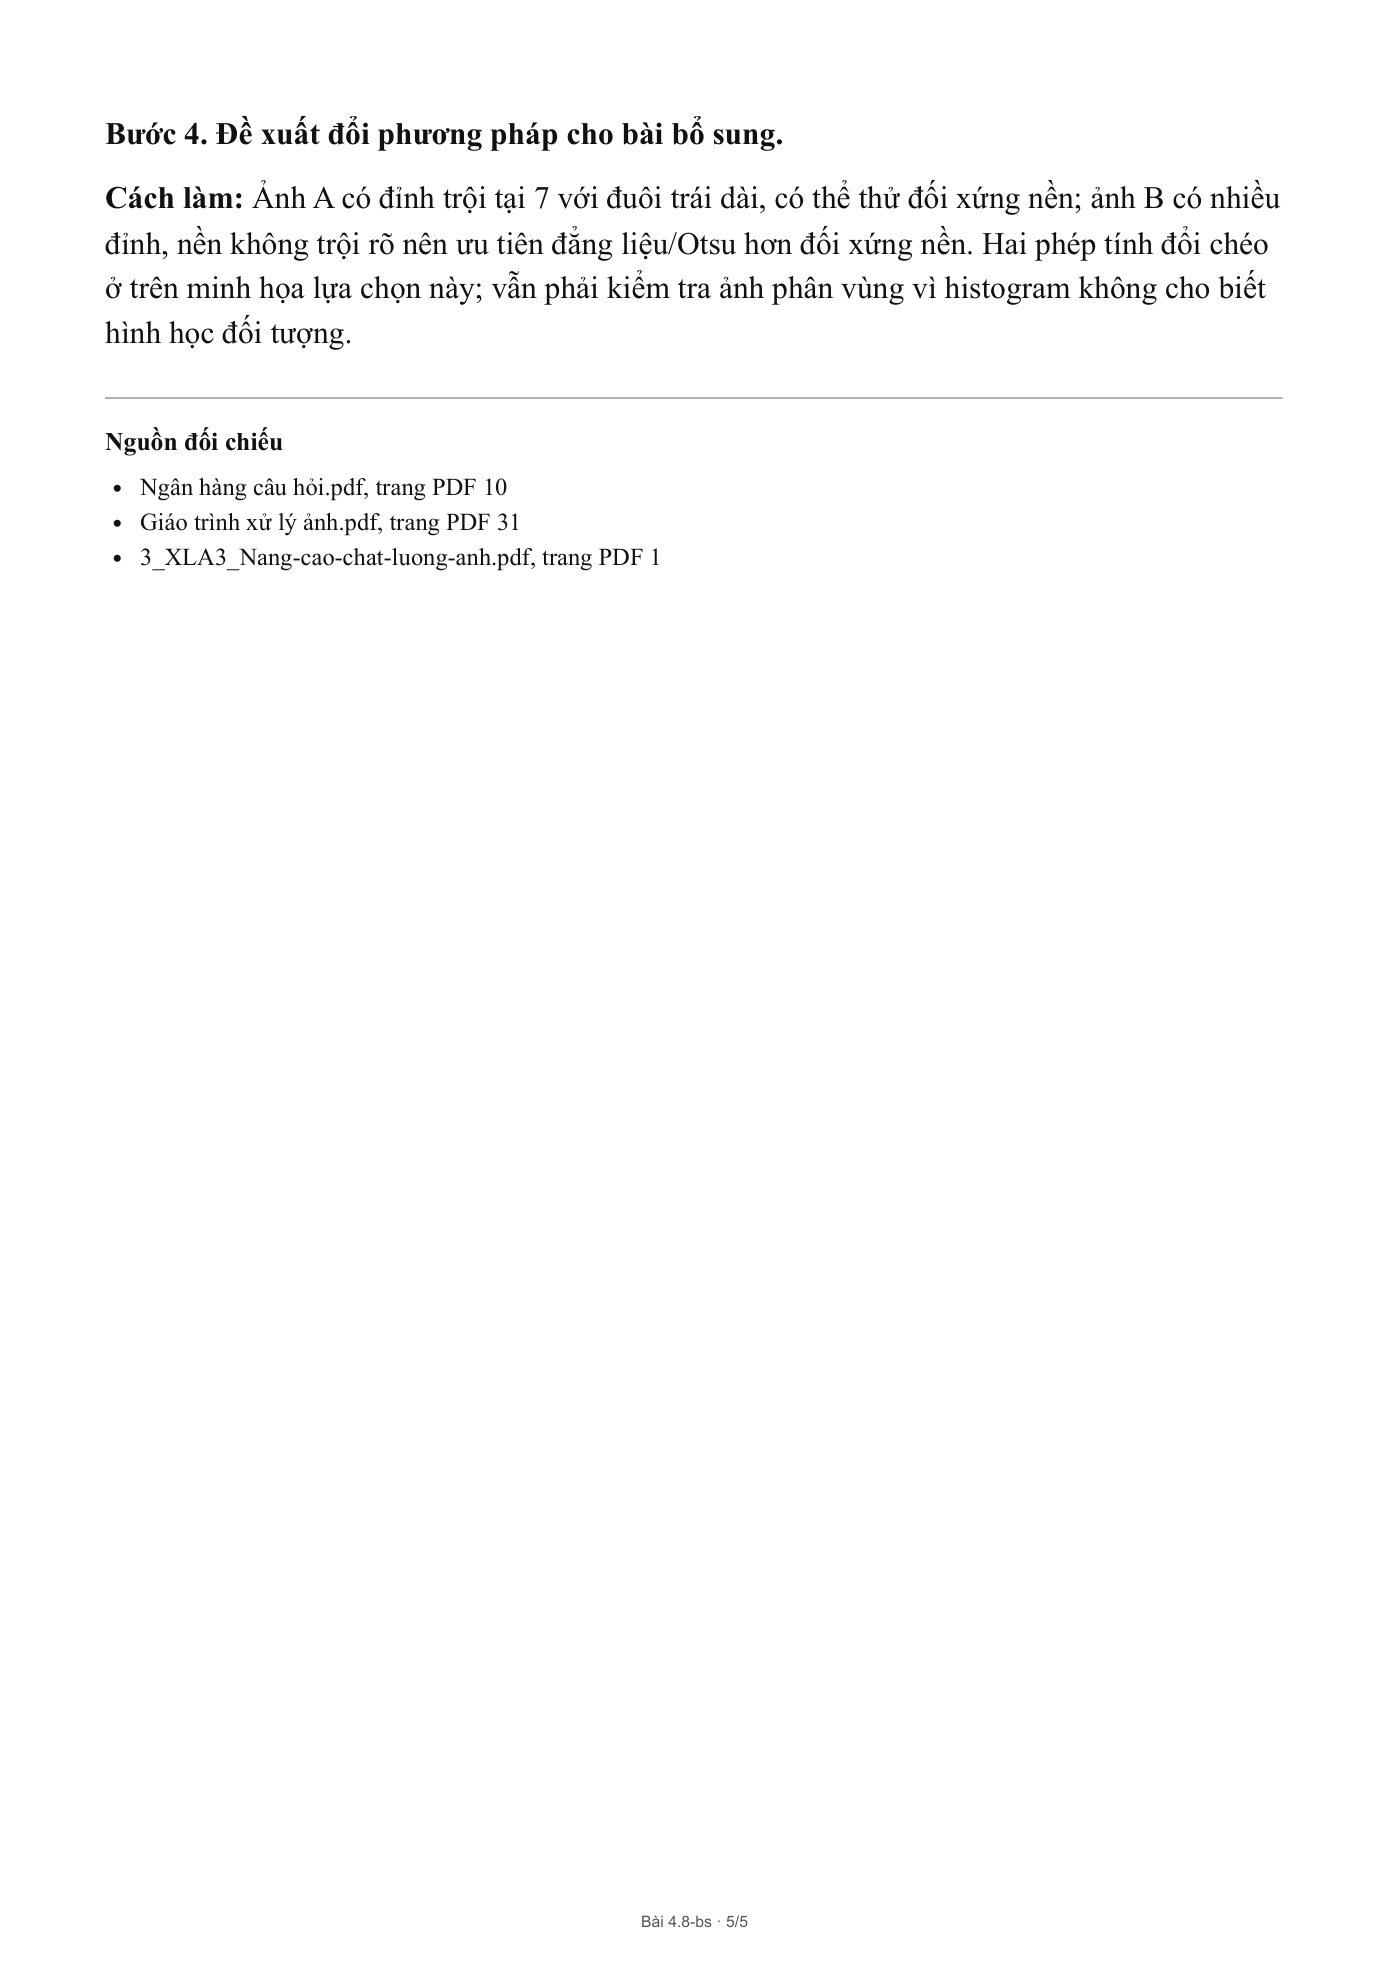 Bước 4. Đề xuất đổi phương pháp cho bài bổ sung.
Cách làm: Ảnh A có đỉnh trội tại 7 với đuôi trái dài, có thể thử đối xứng nền; ảnh B có nhiều
đỉnh, nền không trội rõ nên ưu tiên đẳng liệu/Otsu hơn đối xứng nền. Hai phép tính đổi chéo
ở trên minh họa lựa chọn này; vẫn phải kiểm tra ảnh phân vùng vì histogram không cho biết
hình học đối tượng.
Nguồn đối chiếu
• Ngân hàng câu hỏi.pdf, trang PDF 10
• Giáo trình xử lý ảnh.pdf, trang PDF 31
• 3_XLA3_Nang-cao-chat-luong-anh.pdf, trang PDF 1
Bài 4.8-bs · 5/5